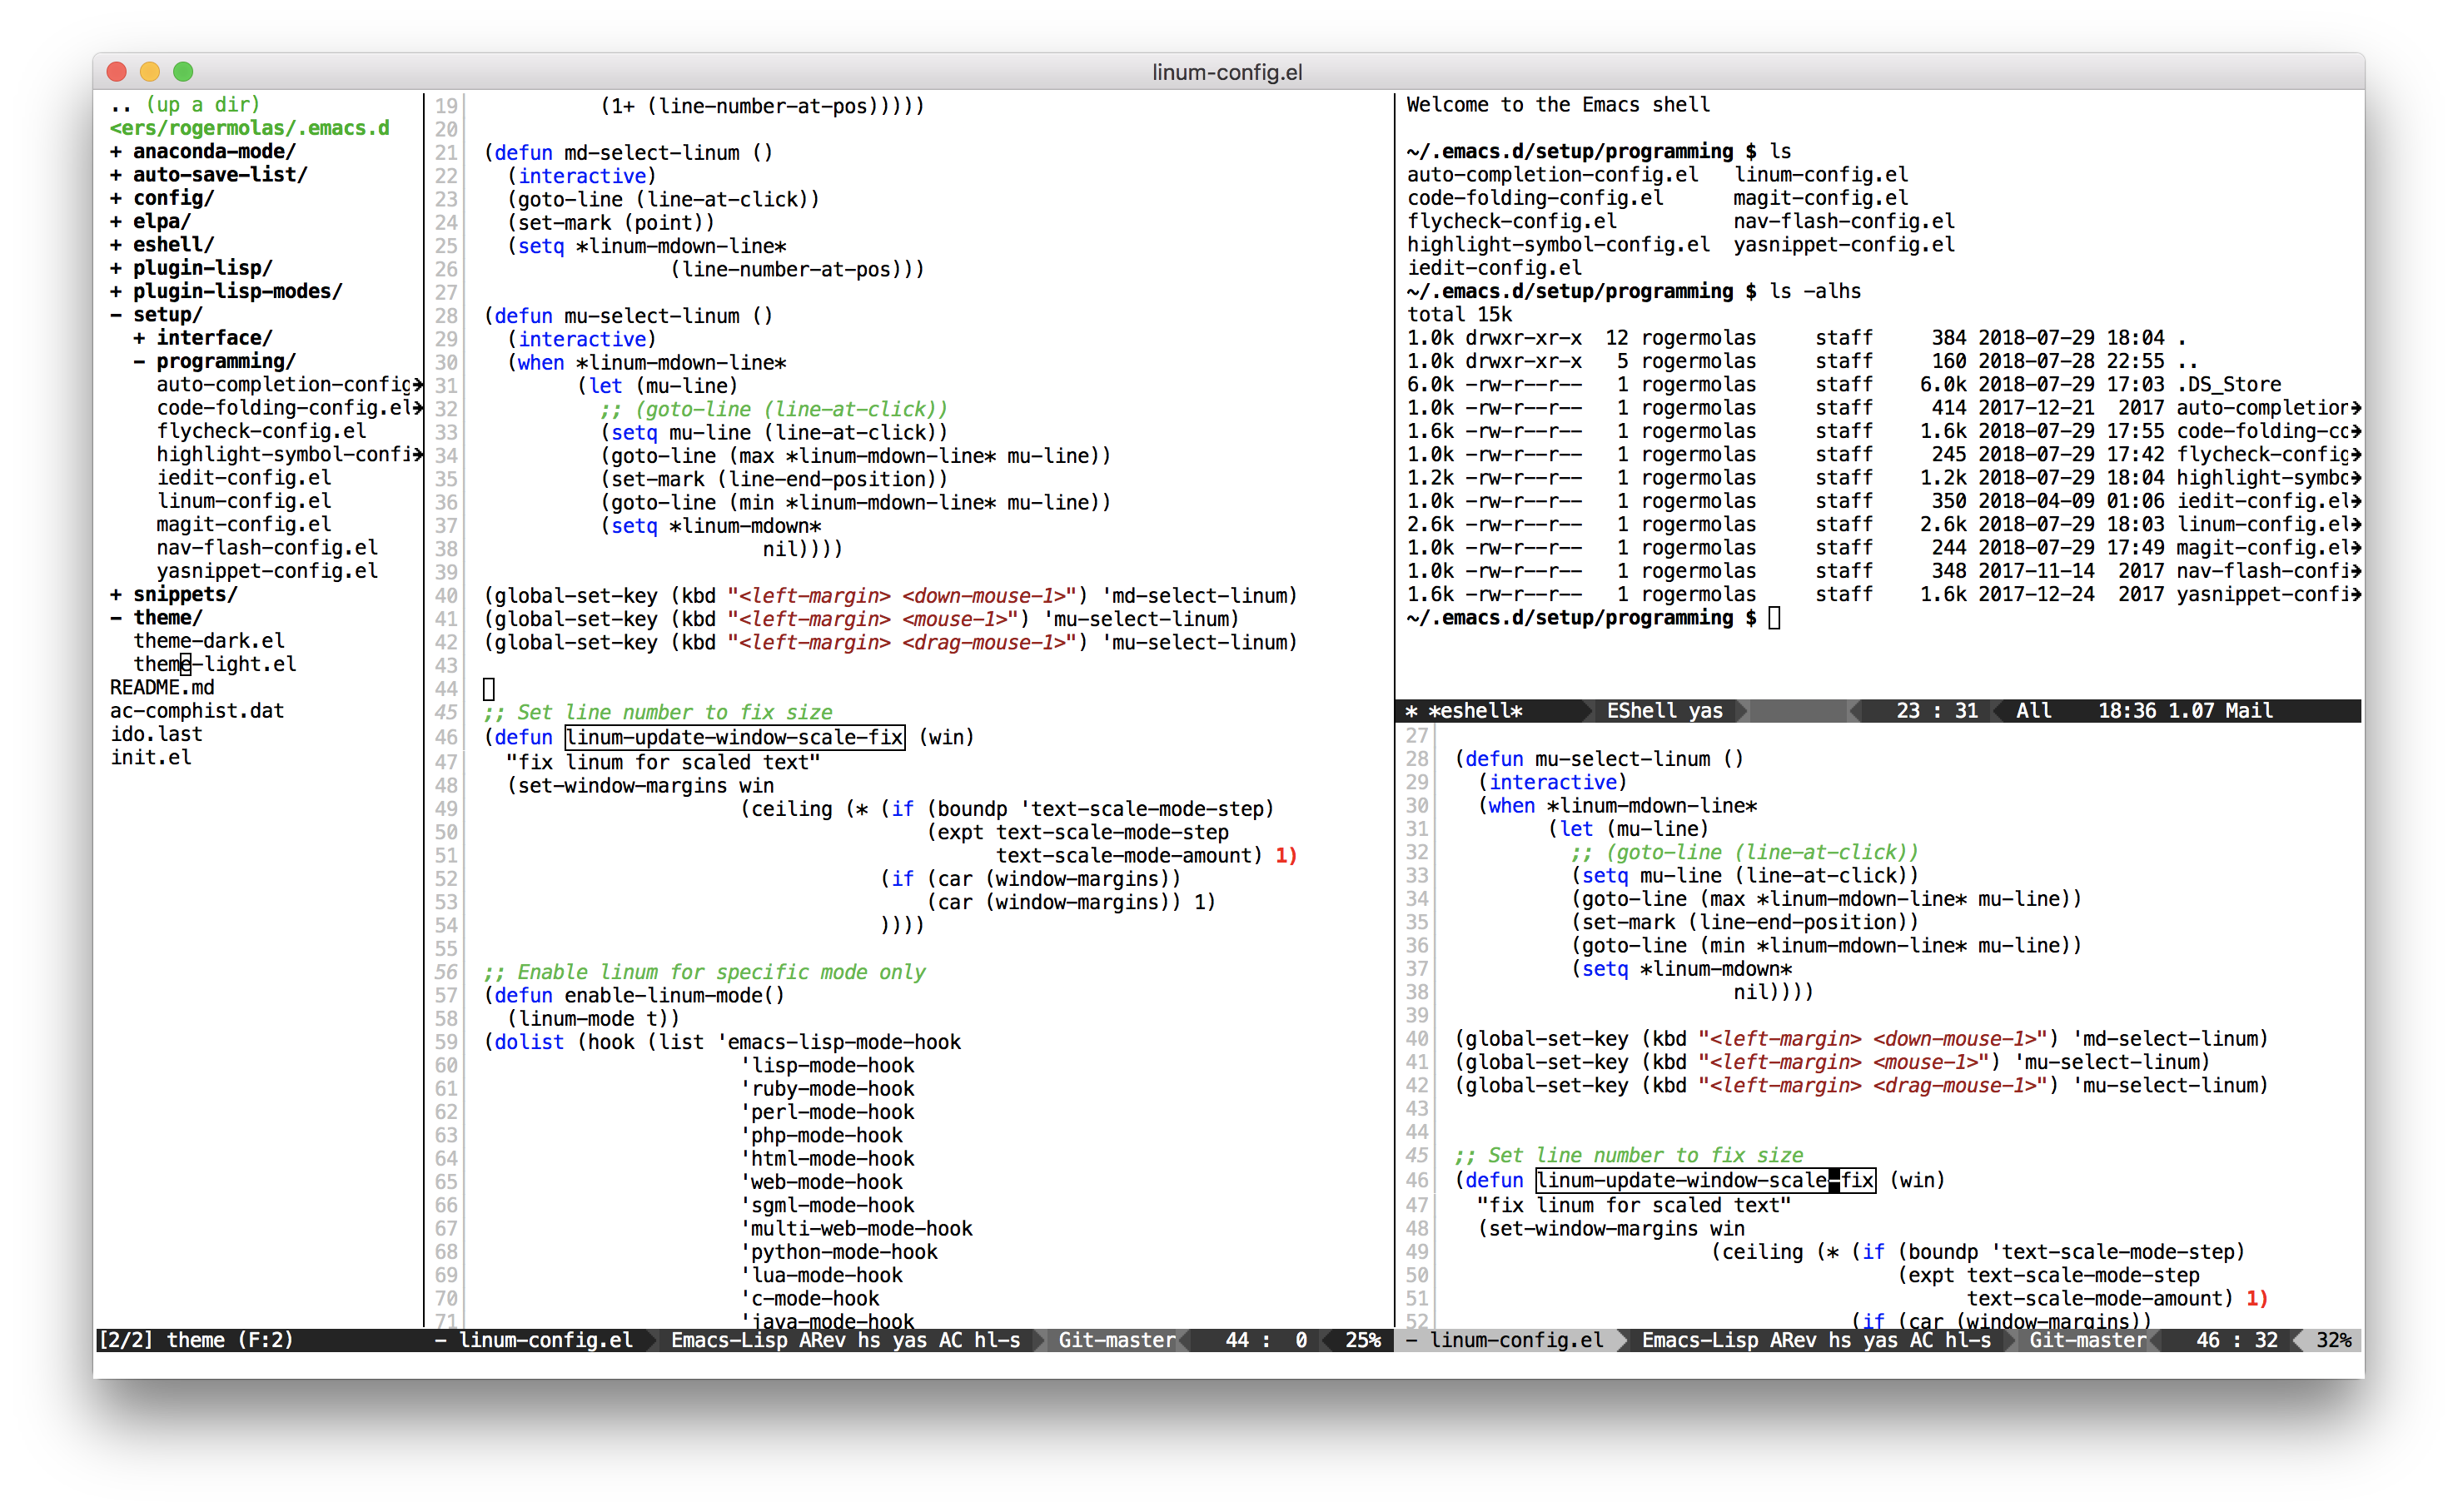 linum-config.el
.. (up a dir)
<ers/rogermolas/.emacs.d
+ anaconda-mode/
+ auto-save-list/
+ config/
+ elpa/
+ eshell/
+ plugin-lisp/
+ plugin-lisp-modes/
- setup/
+ interface/
- programming/
auto-completion-config
code-folding-config.el
flycheck-config.el
highlight-symbol-confi
iedit-config.el
linum-config.el
magit-config.el
nav-flash-config.el
yasnippet-config.el
+ snippets/
- theme/
theme-dark.el
theme-light.el
README.md
ac-comphist.dat
ido.last
init.el
[2/2] theme (F:2)
19 (1+ (line-number-at-pos)))))
20
21 (defun md-select-linum ()
22 (interactive)
23 (goto-line (line-at-click))
24 (set-mark (point))
25 (setq *linum-mdown-line*
26 (line-number-at-pos)))
27
28 (defun mu-select-linum ()
29 (interactive)
30 (when *linum-mdown-line*
31 (let (mu-line)
32 ;; (goto-line (line-at-click))
33 (setq mu-line (line-at-click))
34 (goto-line (max *linum-mdown-line* mu-line))
35 (set-mark (line-end-position))
36 (goto-line (min *linum-mdown-line* mu-line))
37 (setq *linum-mdown*
38 nil))))
39
40 (global-set-key (kbd "<left-margin> <down-mouse-1>") 'md-select-linum)
41 (global-set-key (kbd "<left-margin> <mouse-1>") 'mu-select-linum)
42 (global-set-key (kbd "<left-margin> <drag-mouse-1>") 'mu-select-linum)
43
44
45 ;; Set line number to fix size
46 (defun linum-update-window-scale-fix (win)
47 "fix linum for scaled text"
48 (set-window-margins win
49 (ceiling (* (if (boundp 'text-scale-mode-step)
50 (expt text-scale-mode-step
51 text-scale-mode-amount) 1)
52 (if (car (window-margins))
53 (car (window-margins)) 1)
54 ))))
55
56 ;; Enable linum for specific mode only
57 (defun enable-linum-mode()
58 (linum-mode t))
59 (dolist (hook (list 'emacs-lisp-mode-hook
60 'lisp-mode-hook
61 'ruby-mode-hook
62 'perl-mode-hook
63 'php-mode-hook
64 'html-mode-hook
65 'web-mode-hook
66 'sgml-mode-hook
67 'multi-web-mode-hook
68 'python-mode-hook
69 'lua-mode-hook
70 'c-mode-hook
71 'java-mode-hook
- linum-config.el Emacs-Lisp ARev hs yas AC hl-s Git-master 44 : 0 25%
Welcome to the Emacs shell
~/.emacs.d/setup/programming $ ls
auto-completion-config.el linum-config.el
code-folding-config.el magit-config.el
flycheck-config.el nav-flash-config.el
highlight-symbol-config.el yasnippet-config.el
iedit-config.el
~/.emacs.d/setup/programming $ ls -alhs
total 15k
1.0k drwxr-xr-x 12 rogermolas staff 384 2018-07-29 18:04 .
1.0k drwxr-xr-x 5 rogermolas staff 160 2018-07-28 22:55 ..
6.0k -rw-r--r-- 1 rogermolas staff 6.0k 2018-07-29 17:03 .DS_Store
1.0k -rw-r--r-- 1 rogermolas staff 414 2017-12-21 2017 auto-completion
1.6k -rw-r--r-- 1 rogermolas staff 1.6k 2018-07-29 17:55 code-folding-co
1.0k -rw-r--r-- 1 rogermolas staff 245 2018-07-29 17:42 flycheck-config
1.2k -rw-r--r-- 1 rogermolas staff 1.2k 2018-07-29 18:04 highlight-symbo
1.0k -rw-r--r-- 1 rogermolas staff 350 2018-04-09 01:06 iedit-config.el
2.6k -rw-r--r-- 1 rogermolas staff 2.6k 2018-07-29 18:03 linum-config.el
1.0k -rw-r--r-- 1 rogermolas staff 244 2018-07-29 17:49 magit-config.el
1.0k -rw-r--r-- 1 rogermolas staff 348 2017-11-14 2017 nav-flash-confi
1.6k -rw-r--r-- 1 rogermolas staff 1.6k 2017-12-24 2017 yasnippet-confi
~/.emacs.d/setup/programming $
* *eshell* EShell yas 23 : 31 All 18:36 1.07 Mail
27
28 (defun mu-select-linum ()
29 (interactive)
30 (when *linum-mdown-line*
31 (let (mu-line)
32 ;; (goto-line (line-at-click))
33 (setq mu-line (line-at-click))
34 (goto-line (max *linum-mdown-line* mu-line))
35 (set-mark (line-end-position))
36 (goto-line (min *linum-mdown-line* mu-line))
37 (setq *linum-mdown*
38 nil))))
39
40 (global-set-key (kbd "<left-margin> <down-mouse-1>") 'md-select-linum)
41 (global-set-key (kbd "<left-margin> <mouse-1>") 'mu-select-linum)
42 (global-set-key (kbd "<left-margin> <drag-mouse-1>") 'mu-select-linum)
43
44
45 ;; Set line number to fix size
46 (defun linum-update-window-scale-fix (win)
47 "fix linum for scaled text"
48 (set-window-margins win
49 (ceiling (* (if (boundp 'text-scale-mode-step)
50 (expt text-scale-mode-step
51 text-scale-mode-amount) 1)
52 (if (car (window-margins))
- linum-config.el Emacs-Lisp ARev hs yas AC hl-s Git-master 46 : 32 32%